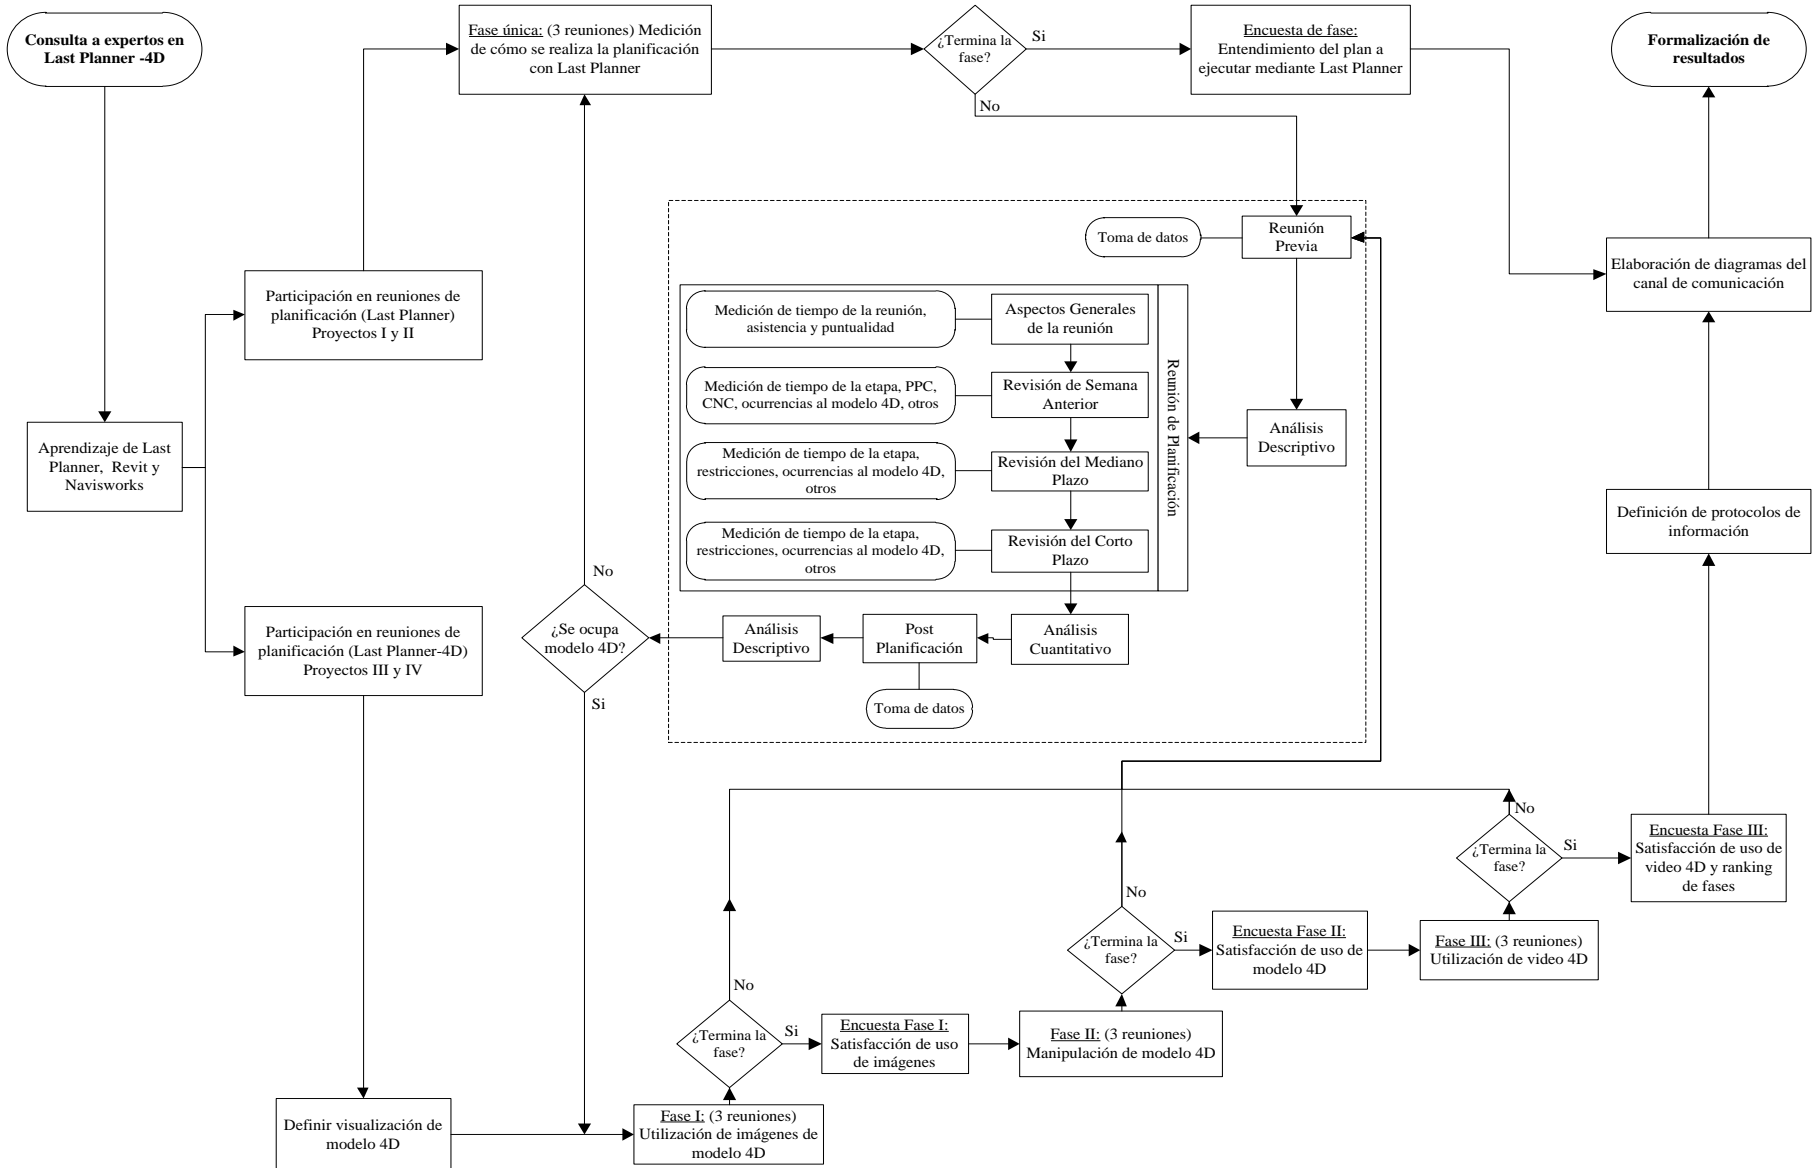 Consulta a expertos en
Last Planner -4D
Fase única: (3 reuniones) Medición
de cómo se realiza la planificación
con Last Planner
¿Termina la
fase?
Si
No
Encuesta de fase:
Entendimiento del plan a
ejecutar mediante Last Planner
Formalización de
resultados
Participación en reuniones de
planificación (Last Planner)
Proyectos I y II
Aprendizaje de Last
Planner, Revit y
Navisworks
Participación en reuniones de
planificación (Last Planner-4D)
Proyectos III y IV
Toma de datos
Reunión
Previa
Elaboración de diagramas del
canal de comunicación
Medición de tiempo de la reunión,
asistencia y puntualidad
Aspectos Generales
de la reunión
Medición de tiempo de la etapa, PPC,
CNC, ocurrencias al modelo 4D, otros
Revisión de Semana
Anterior
Medición de tiempo de la etapa,
restricciones, ocurrencias al modelo 4D,
otros
Revisión del Mediano
Plazo
Medición de tiempo de la etapa,
restricciones, ocurrencias al modelo 4D,
otros
Revisión del Corto
Plazo
Reunión de Planificación
Análisis
Descriptivo
Definición de protocolos de
información
No
¿Se ocupa
modelo 4D?
Si
Análisis
Descriptivo
Post
Planificación
Análisis
Cuantitativo
Toma de datos
No
¿Termina la
fase?
Si
Encuesta Fase III:
Satisfacción de uso de
video 4D y ranking
de fases
No
¿Termina la
fase?
Si
Encuesta Fase II:
Satisfacción de uso de
modelo 4D
Fase III: (3 reuniones)
Utilización de video 4D
No
¿Termina la
fase?
Si
Encuesta Fase I:
Satisfacción de uso
de imágenes
Fase II: (3 reuniones)
Manipulación de modelo 4D
Definir visualización de
modelo 4D
Fase I: (3 reuniones)
Utilización de imágenes de
modelo 4D